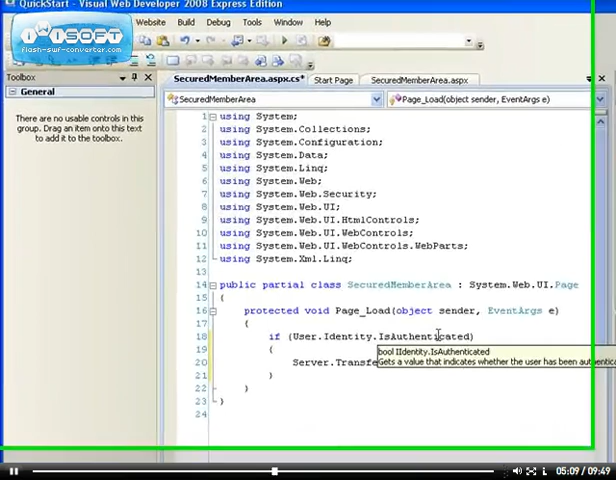 QuickStart - Visual Web Developer 2008 Express Edition
iWiSOFT
flash-swf-converter.com
Website Build Debug Tools Window Help
Toolbox
General
There are no usable controls in this
group. Drag an item onto this text
to add it to the toolbox.
SecuredMemberArea.aspx.cs* Start Page SecuredMemberArea.aspx
SecuredMemberArea Page_Load(object sender, EventArgs e)
1 using System;
2 using System.Collections;
3 using System.Configuration;
4 using System.Data;
5 using System.Linq;
6 using System.Web;
7 using System.Web.Security;
8 using System.Web.UI;
9 using System.Web.UI.HtmlControls;
10 using System.Web.UI.WebControls;
11 using System.Web.UI.WebControls.WebParts;
12 using System.Xml.Linq;
13
14 public partial class SecuredMemberArea : System.Web.UI.Page
15 {
16 protected void Page_Load(object sender, EventArgs e)
17 {
18 if (User.Identity.IsAuthenticated)
19 {
bool IIdentity.IsAuthenticated
20 Server.Transfe
Gets a value that indicates whether the user has been authentica
21 }
22 }
23 }
24
05:09 / 09:49